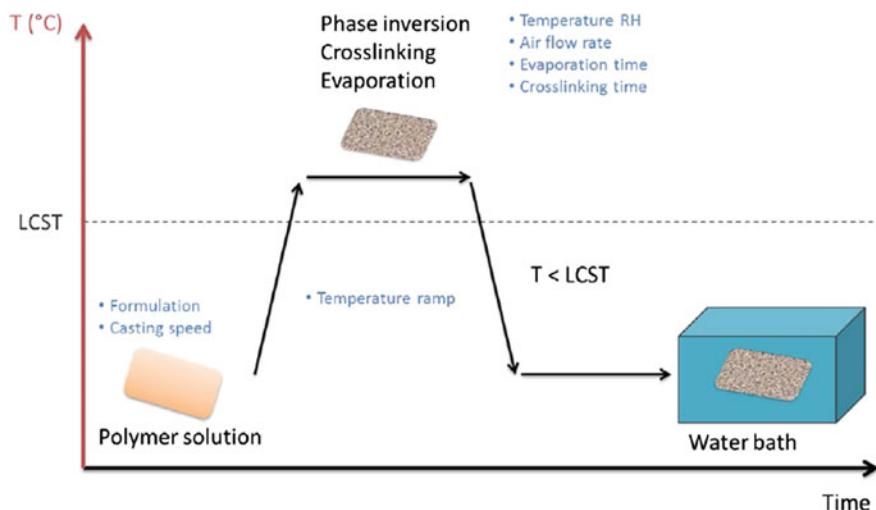 T (°C)
Phase inversion
Crosslinking
Evaporation
• Temperature RH
• Air flow rate
• Evaporation time
• Crosslinking time
LCST
T < LCST
• Formulation
• Casting speed
• Temperature ramp
Polymer solution
Water bath
Time